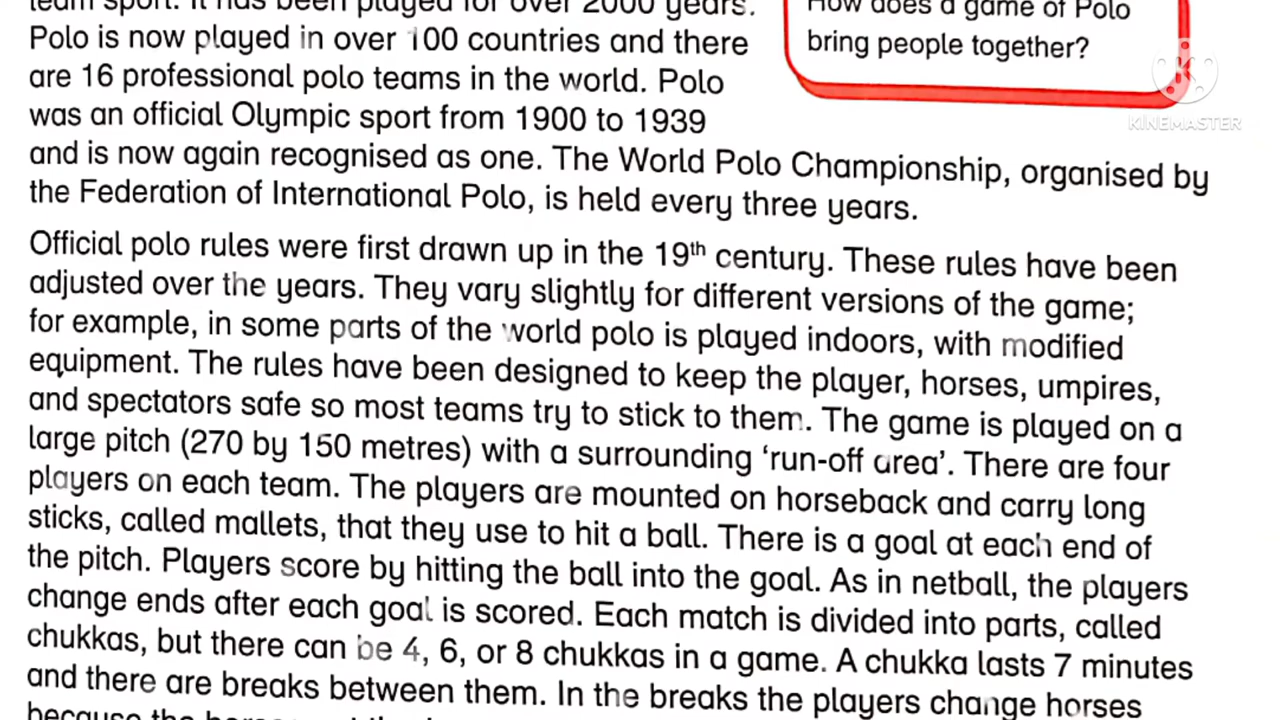 team sport. It has been played for over 2000 years.
Polo is now played in over 100 countries and there
are 16 professional polo teams in the world. Polo
was an official Olympic sport from 1900 to 1939
and is now again recognised as one. The World Polo Championship, organised by
the Federation of International Polo, is held every three years.
How does a game of Polo
bring people together?
KINEMASTER
Official polo rules were first drawn up in the 19th century. These rules have been
adjusted over the years. They vary slightly for different versions of the game;
for example, in some parts of the world polo is played indoors, with modified
equipment. The rules have been designed to keep the player, horses, umpires,
and spectators safe so most teams try to stick to them. The game is played on a
large pitch (270 by 150 metres) with a surrounding ‘run-off area’. There are four
players on each team. The players are mounted on horseback and carry long
sticks, called mallets, that they use to hit a ball. There is a goal at each end of
the pitch. Players score by hitting the ball into the goal. As in netball, the players
change ends after each goal is scored. Each match is divided into parts, called
chukkas, but there can be 4, 6, or 8 chukkas in a game. A chukka lasts 7 minutes
and there are breaks between them. In the breaks the players change horses
because the